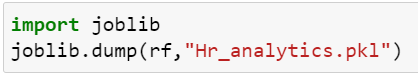 import joblib
joblib.dump(rf,"Hr_analytics.pkl")